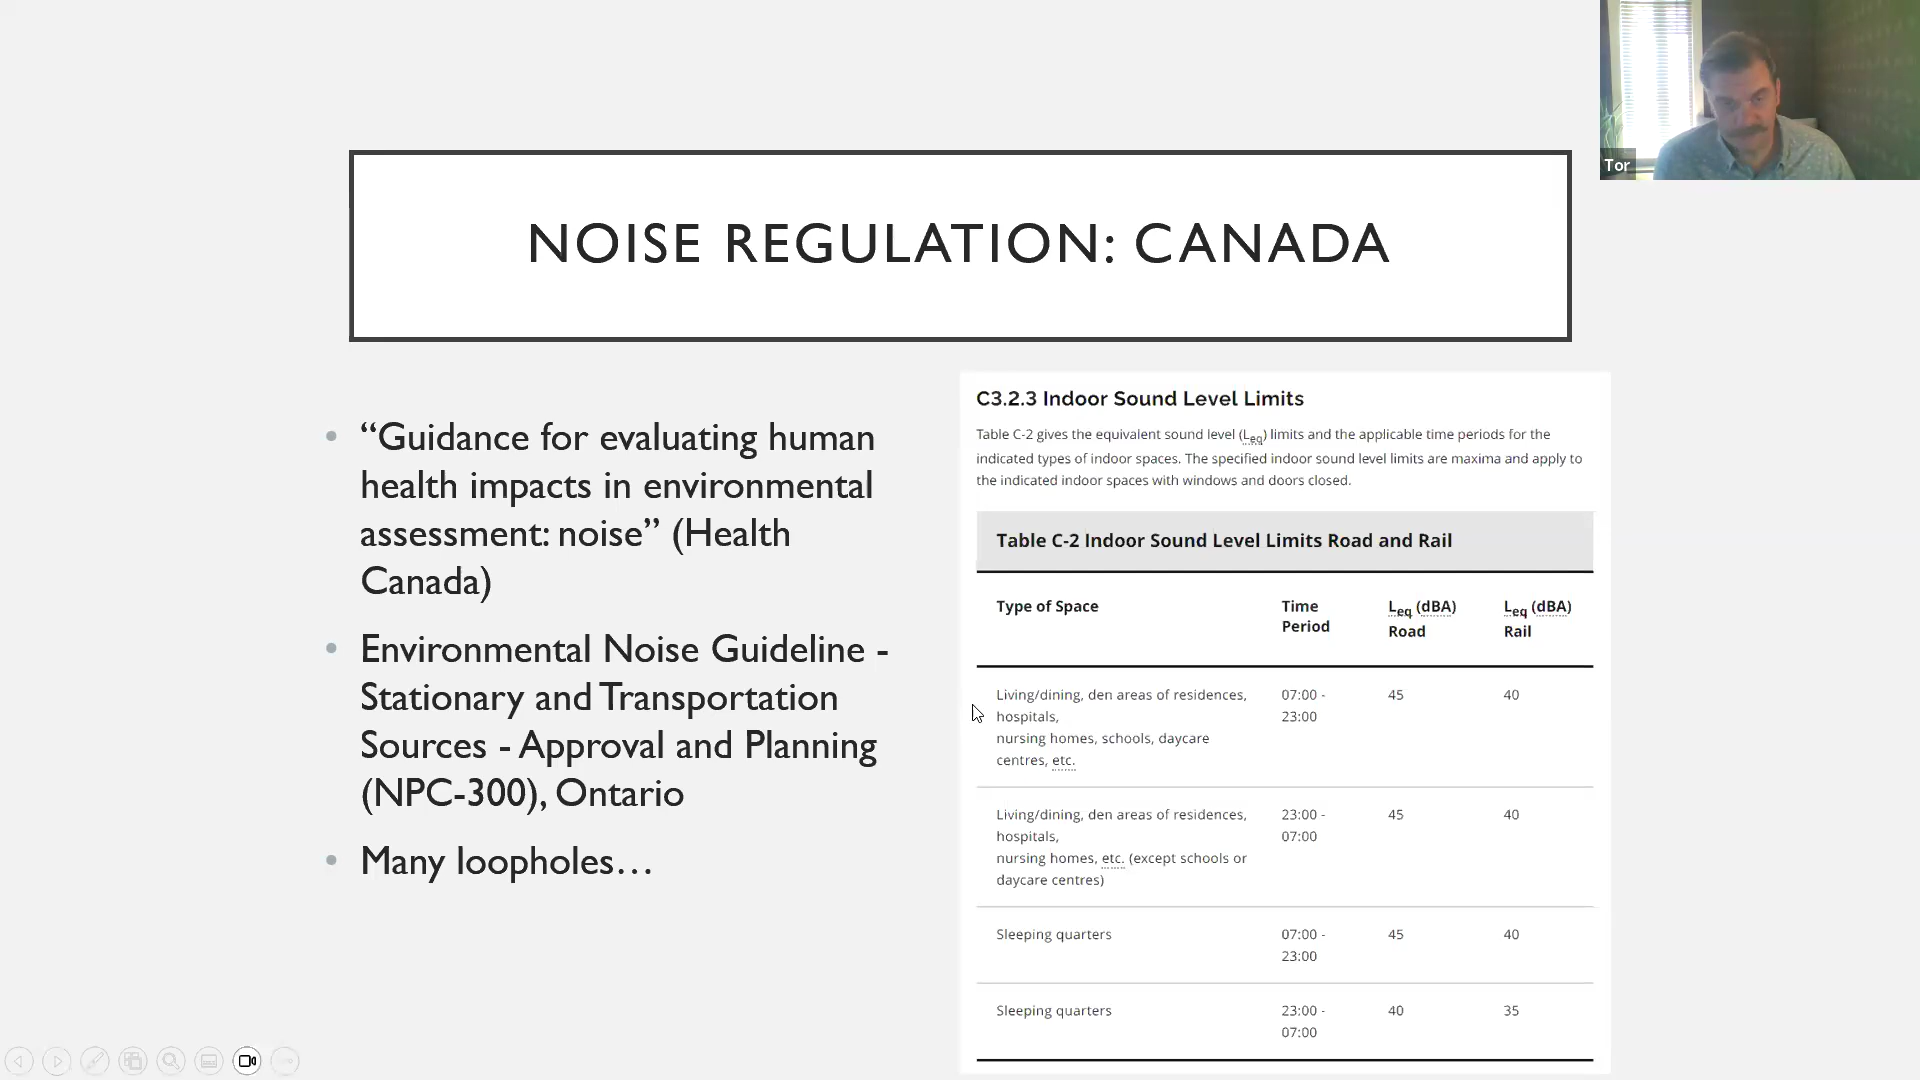 Tor
NOISE REGULATION: CANADA
• “Guidance for evaluating human
health impacts in environmental
assessment: noise” (Health
Canada)
• Environmental Noise Guideline -
Stationary and Transportation
Sources - Approval and Planning
(NPC-300), Ontario
• Many loopholes…
C3.2.3 Indoor Sound Level Limits
Table C-2 gives the equivalent sound level (Leq) limits and the applicable time periods for the
indicated types of indoor spaces. The specified indoor sound level limits are maxima and apply to
the indicated indoor spaces with windows and doors closed.
Table C-2 Indoor Sound Level Limits Road and Rail
Type of Space Time Period Leq (dBA) Road Leq (dBA) Rail
Living/dining, den areas of residences, 07:00 - 45 40
hospitals, 23:00
nursing homes, schools, daycare
centres, etc.
Living/dining, den areas of residences, 23:00 - 45 40
hospitals, 07:00
nursing homes, etc. (except schools or
daycare centres)
Sleeping quarters 07:00 - 45 40
23:00
Sleeping quarters 23:00 - 40 35
07:00